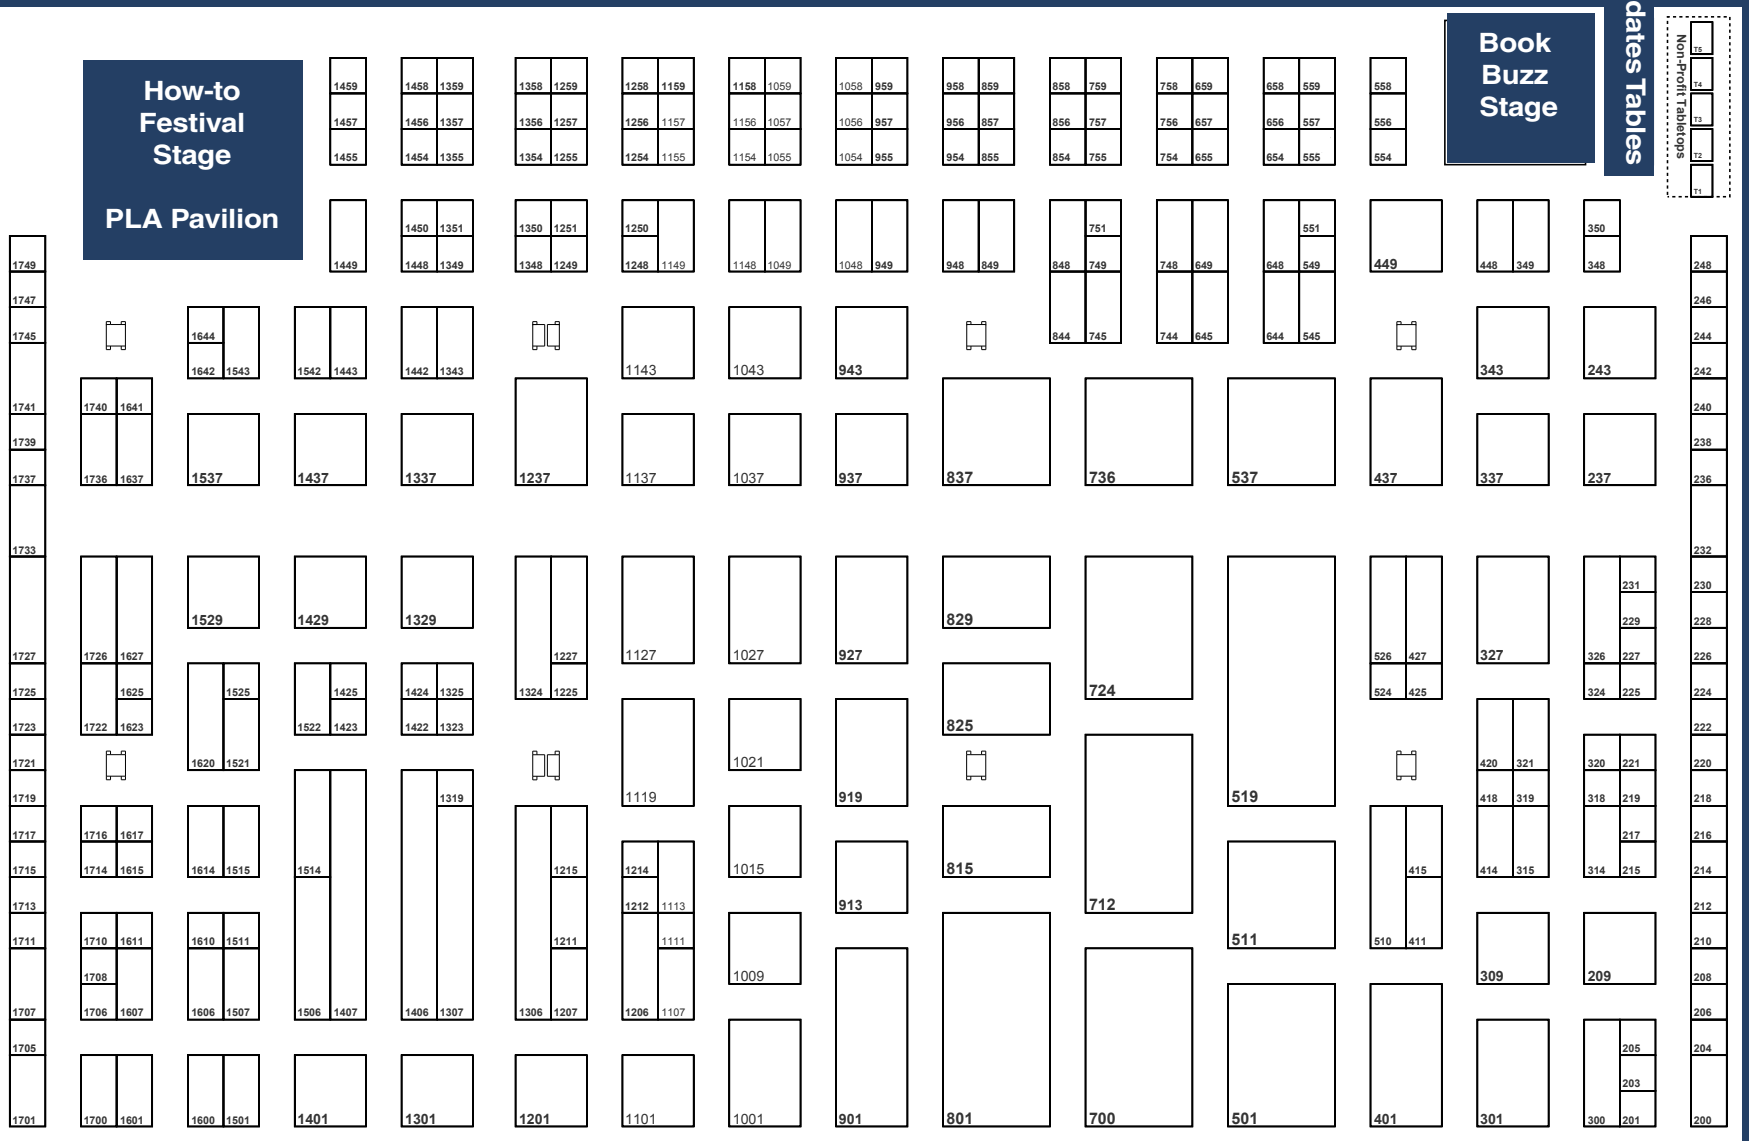 How-to
Festival
Stage
PLA Pavilion
Book
Buzz
Stage
dates Tables
Non-Profit Tabletops
T5
T4
T3
T2
T1
1459 1458 1359 1358 1259 1258 1159 1158 1059 1058 959 958 859 858 759 758 659 658 559 558
1457 1456 1357 1356 1257 1256 1157 1156 1057 1056 957 956 857 856 757 756 657 656 557 556
1455 1454 1355 1354 1255 1254 1155 1154 1055 1054 955 954 855 854 755 754 655 654 555 554
1450 1351 1350 1251 1250 751 551 350
1749 1449 1448 1349 1348 1249 1248 1149 1148 1049 1048 949 948 849 848 749 748 649 648 549 449 448 349 348 248
1747 246
1745 1644 844 745 744 645 644 545 244
1642 1543 1542 1443 1442 1343 1143 1043 943 343 243 242
1741 1740 1641 240
1739 238
1737 1736 1637 1537 1437 1337 1237 1137 1037 937 837 736 537 437 337 237 236
1733 232
231 230
1529 1429 1329 829 229 228
1727 1726 1627 1227 1127 1027 927 526 427 327 326 227 226
1725 1625 1525 1425 1424 1325 1324 1225 724 524 425 324 225 224
1723 1722 1623 1522 1423 1422 1323 825 222
1721 1620 1521 1021 420 321 320 221 220
1719 1319 1119 919 519 418 319 318 219 218
1717 1716 1617 217 216
1715 1714 1615 1614 1515 1514 1215 1214 1015 815 415 414 315 314 215 214
1713 1212 1113 913 712 212
1711 1710 1611 1610 1511 1211 1111 511 510 411 210
1708 1009 309 209 208
1707 1706 1607 1606 1507 1506 1407 1406 1307 1306 1207 1206 1107 206
1705 205 204
203
1701 1700 1601 1600 1501 1401 1301 1201 1101 1001 901 801 700 501 401 301 300 201 200